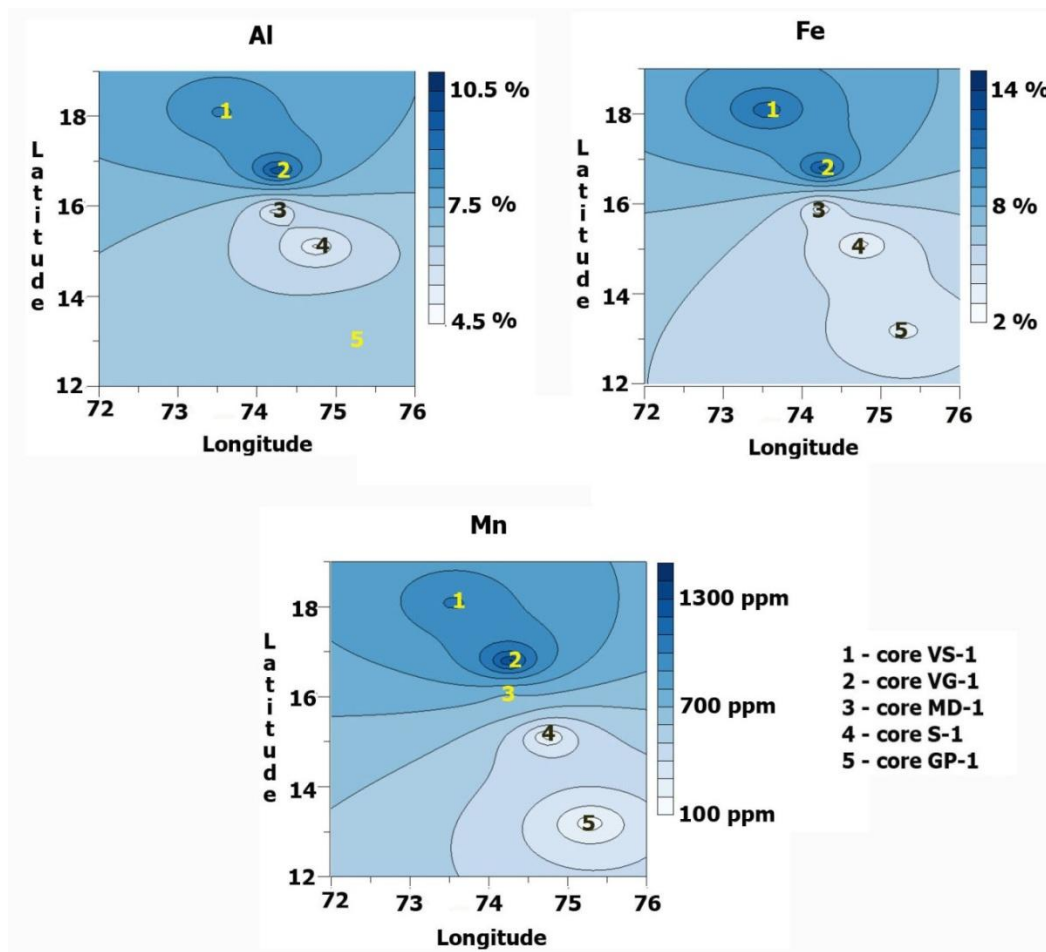 Al
Latitude
18
16
14
12
1
2
3
4
5
10.5 %
7.5 %
4.5 %
72 73 74 75 76
Longitude
Fe
Latitude
18
16
14
12
1
2
3
4
5
14 %
8 %
2 %
72 73 74 75 76
Longitude
Mn
Latitude
18
16
14
12
1
2
3
4
5
1300 ppm
700 ppm
100 ppm
72 73 74 75 76
Longitude
1 - core VS-1
2 - core VG-1
3 - core MD-1
4 - core S-1
5 - core GP-1